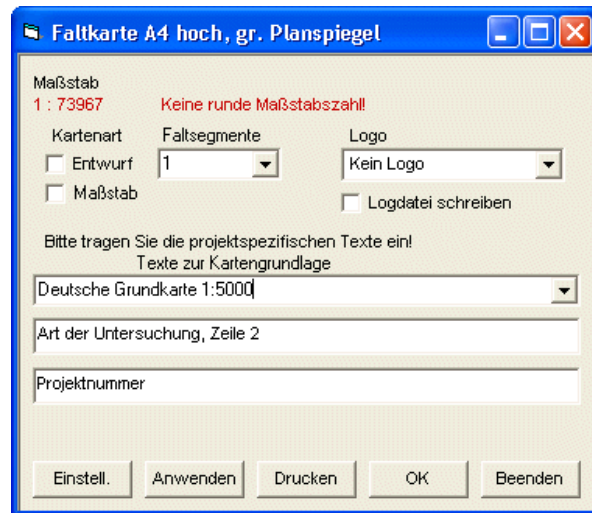 Faltkarte A4 hoch, gr. Planspiegel
Maßstab
1 : 73967 Keine runde Maßstabszahl!
Kartenart Faltsegmente Logo
Entwurf 1 Kein Logo
Maßstab Logdatei schreiben
Bitte tragen Sie die projektspezifischen Texte ein!
Texte zur Kartengrundlage
Deutsche Grundkarte 1:5000
Art der Untersuchung, Zeile 2
Projektnummer
Einstell. Anwenden Drucken OK Beenden